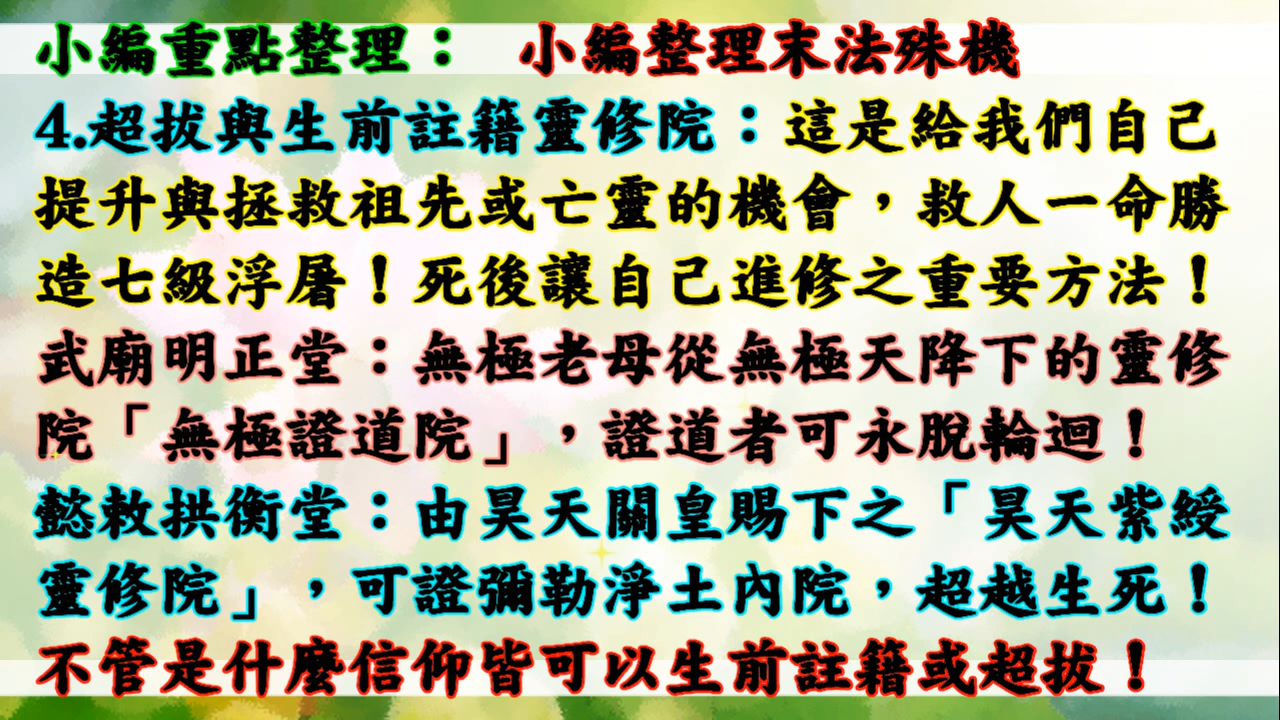 小編重點整理： 小編整理末法殊機
4.超拔與生前註籍靈修院：這是給我們自己
提升與拯救祖先或亡靈的機會，救人一命勝
造七級浮屠！死後讓自己進修之重要方法！
武廟明正堂：無極老母從無極天降下的靈修
院「無極證道院」，證道者可永脫輪迴！
懿敕拱衡堂：由昊天關皇賜下之「昊天紫綬
靈修院」，可證彌勒淨土內院，超越生死！
不管是什麼信仰皆可以生前註籍或超拔！